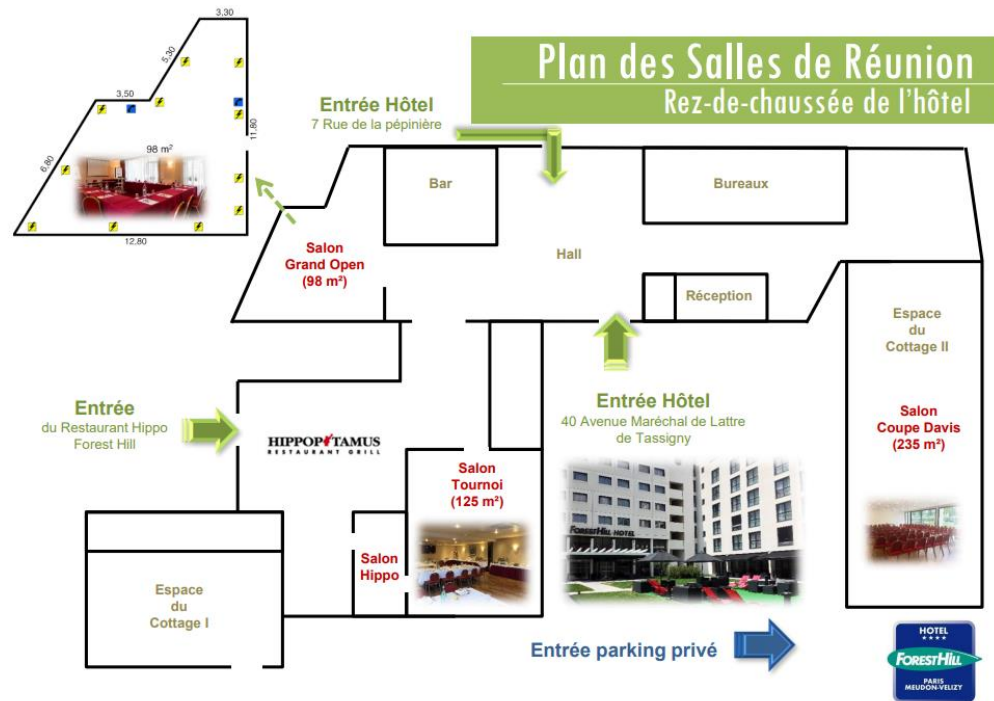 Plan des Salles de Réunion
Rez-de-chaussée de l'hôtel
3,30
5,30
3,50
11,80
98 m²
6,80
12,80
Entrée Hôtel
7 Rue de la pépinière
Bar
Bureaux
Salon
Grand Open
(98 m²)
Hall
Réception
Espace
du
Cottage II
Entrée
du Restaurant Hippo
Forest Hill
HIPPOPOTAMUS
RESTAURANT GRILL
Entrée Hôtel
40 Avenue Maréchal de Lattre
de Tassigny
Salon
Coupe Davis
(235 m²)
Salon
Tournoi
(125 m²)
FORESTHILL HOTEL
Salon
Hippo
Espace
du
Cottage I
Entrée parking privé
HOTEL
★★★★
FORESTHILL
PARIS
MEUDON-VELIZY